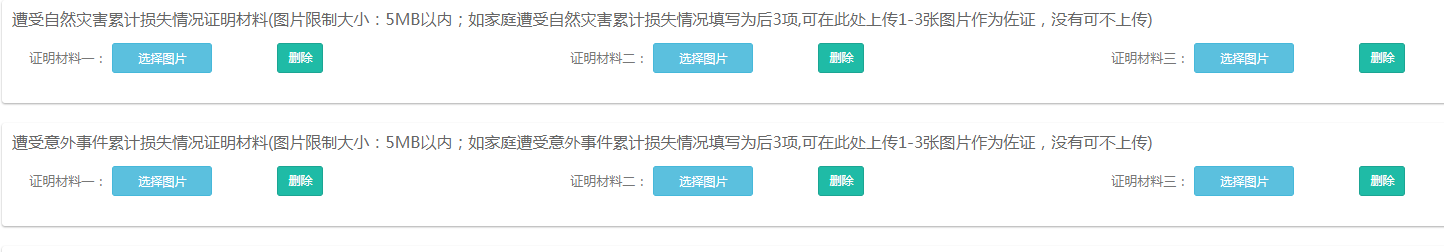 遭受自然灾害累计损失情况证明材料(图片限制大小：5MB以内；如家庭遭受自然灾害累计损失情况填写为后3项,可在此处上传1-3张图片作为佐证，没有可不上传)
证明材料一： 选择图片 删除 证明材料二： 选择图片 删除 证明材料三： 选择图片 删除
遭受意外事件累计损失情况证明材料(图片限制大小：5MB以内；如家庭遭受意外事件累计损失情况填写为后3项,可在此处上传1-3张图片作为佐证，没有可不上传)
证明材料一： 选择图片 删除 证明材料二： 选择图片 删除 证明材料三： 选择图片 删除